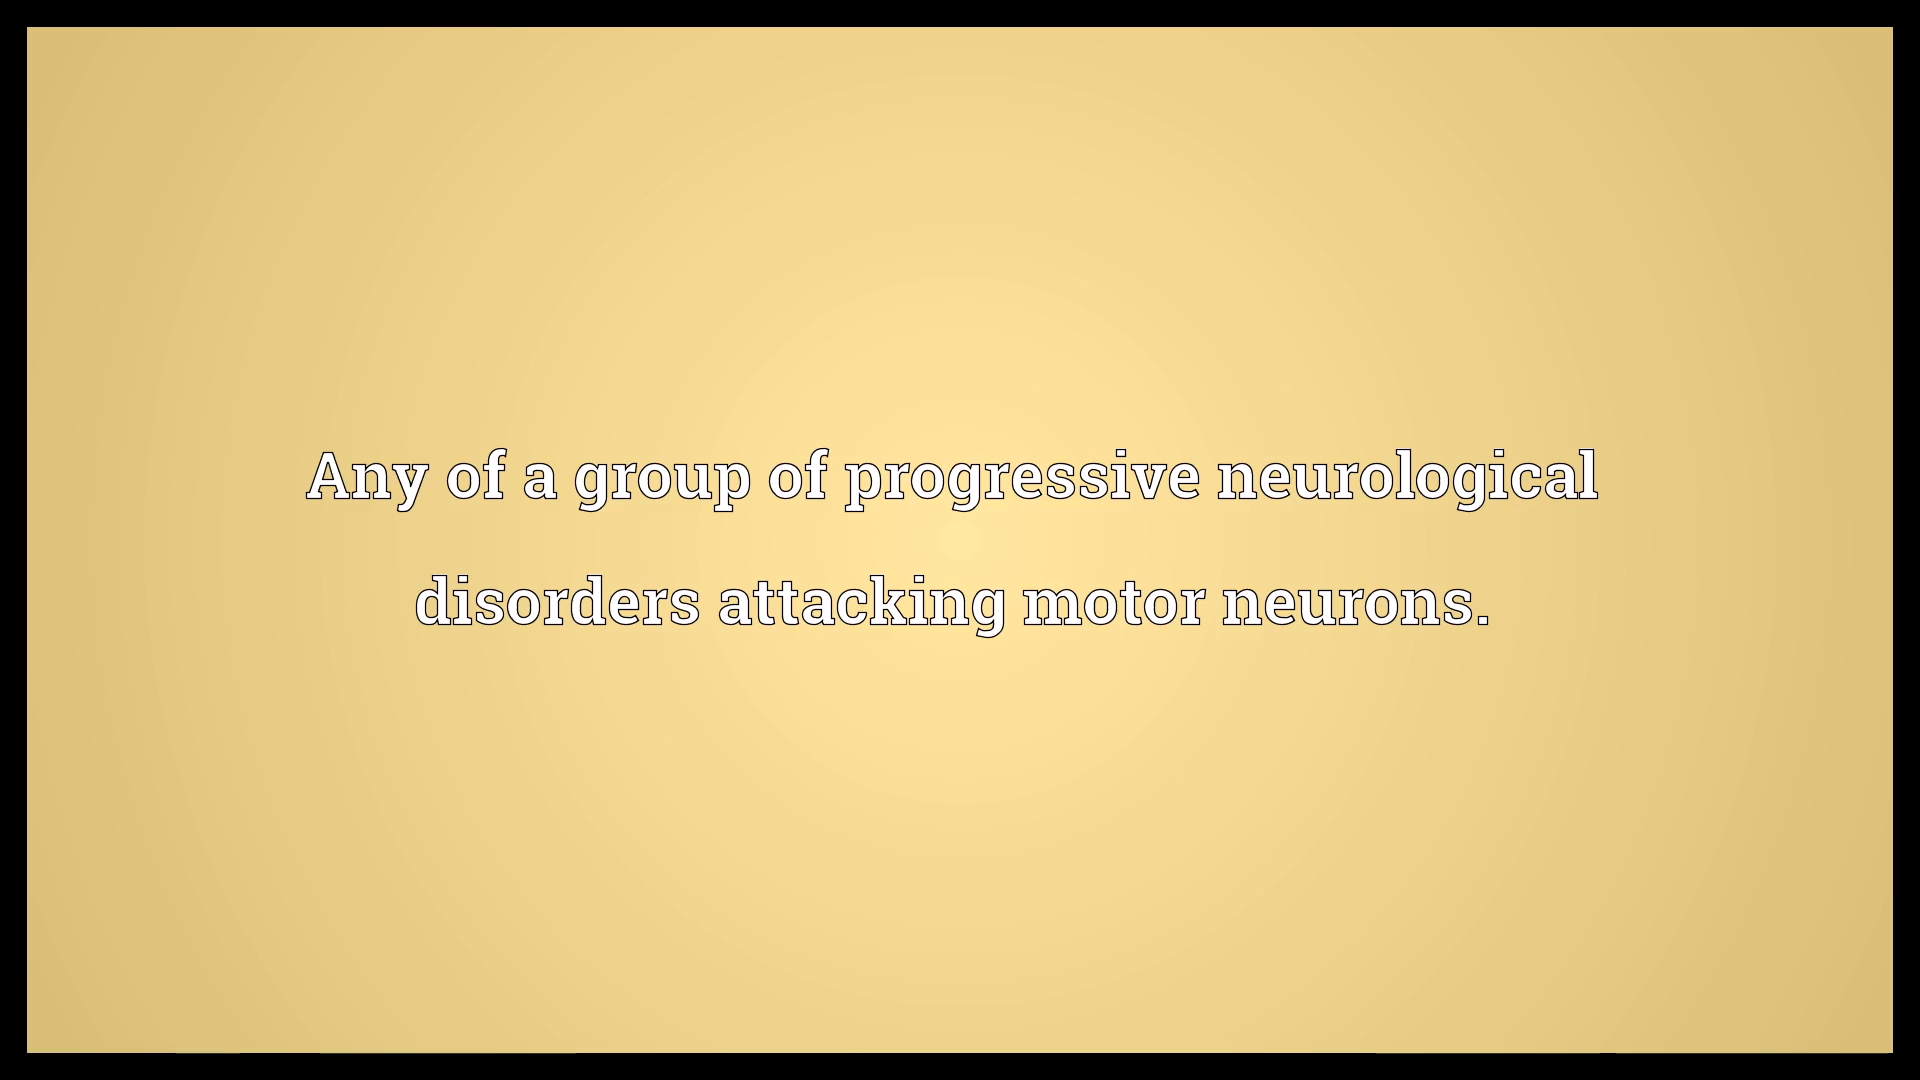 Any of a group of progressive neurological
disorders attacking motor neurons.